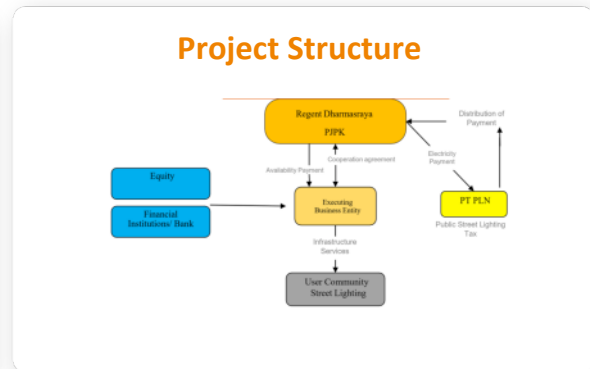 Project Structure
Regent Dharmasraya
PJPK
Distribution of
Payment
Cooperation agreement
Electricity
Payment
Availability Payment
Equity
Financial
Institutions/ Bank
Executing
Business Entity
PT PLN
Public Street Lighting
Tax
Infrastructure
Services
User Community
Street Lighting